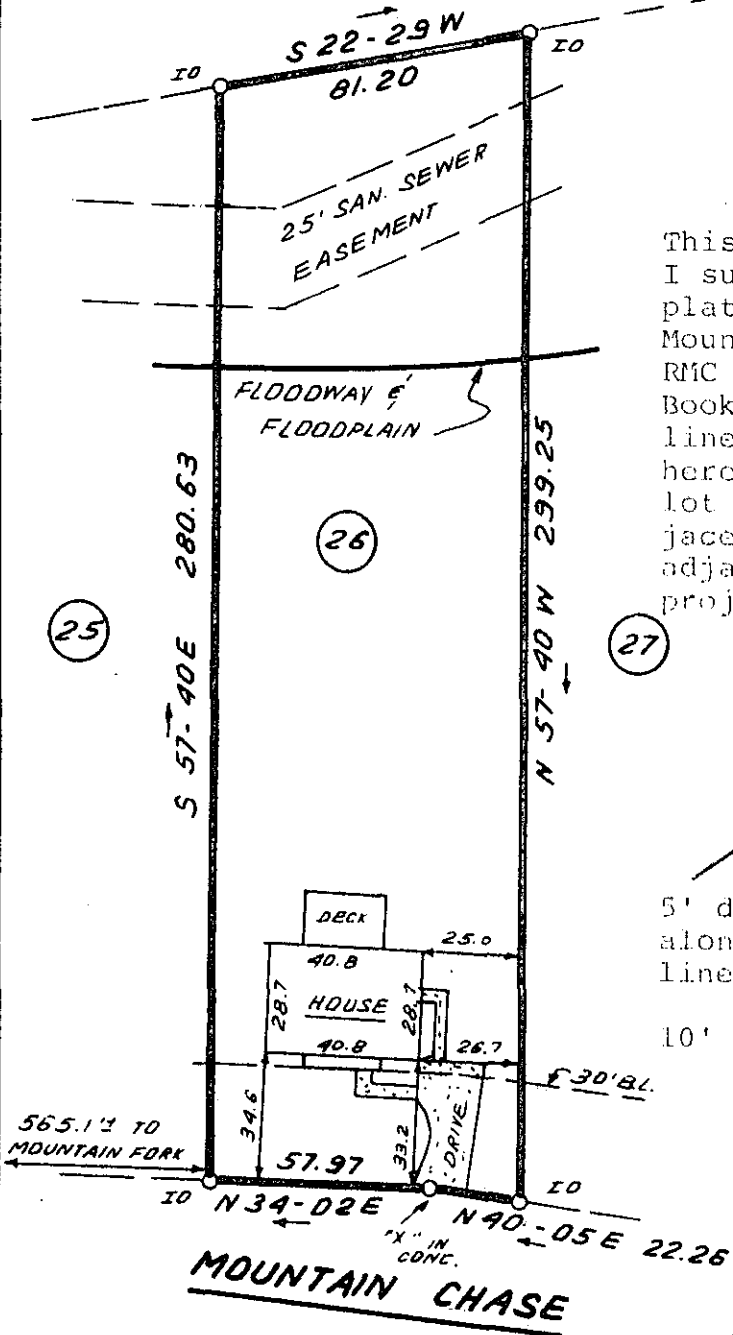 S 22-29 W
IO
IO
81.20
25' SAN. SEWER
EASEMENT
FLOODWAY &
FLOODPLAIN
S 57-40 E 280.63
N 57-40 W 299.25
26
25
27
This
I su
plat
Moun
RMC
Book
line
lot
jace
adja
proj
DECK
25.0
40.8
28.7
HOUSE
28.7
40.8
26.7
30' B.L.
5' d
alon
line
10'
34.6
33.2
DRIVE
565.1'± TO
MOUNTAIN FORK
57.97
IO
IO
N 34-02 E
"X" IN
CONC.
N 40-05 E 22.26
MOUNTAIN CHASE